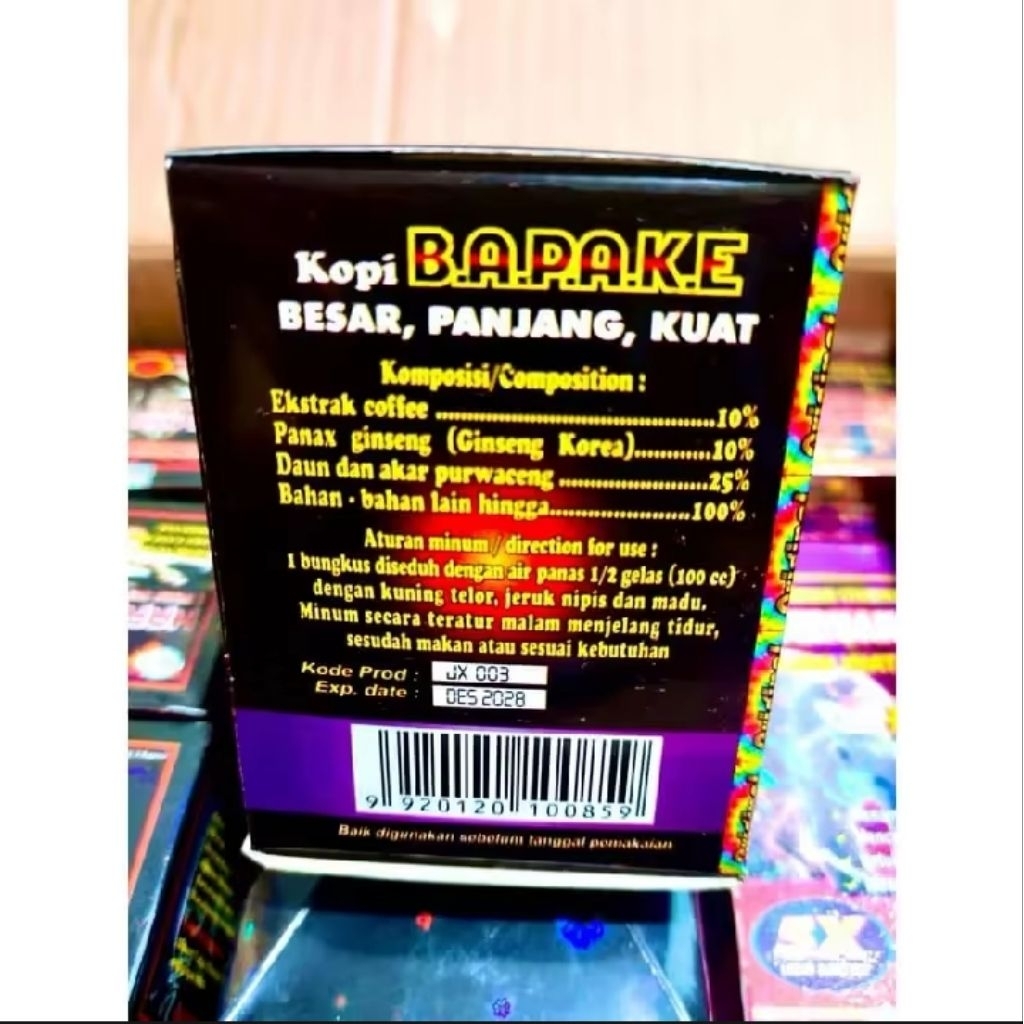 Kopi B.A.P.A.K.E
BESAR, PANJANG, KUAT
Komposisi/Composition :
Ekstrak coffee ........................................10%
Panax ginseng (Ginseng Korea)............10%
Daun dan akar purwaceng .......................25%
Bahan - bahan lain hingga......................100%
Aturan minum / direction for use :
1 bungkus diseduh dengan air panas 1/2 gelas (100 cc)
dengan kuning telor, jeruk nipis dan madu.
Minum secara teratur malam menjelang tidur,
sesudah makan atau sesuai kebutuhan
Kode Prod : JX 003
Exp. date : DES 2028
9 920120 100859
Baik digunakan sebelum tanggal pemakaian
5X